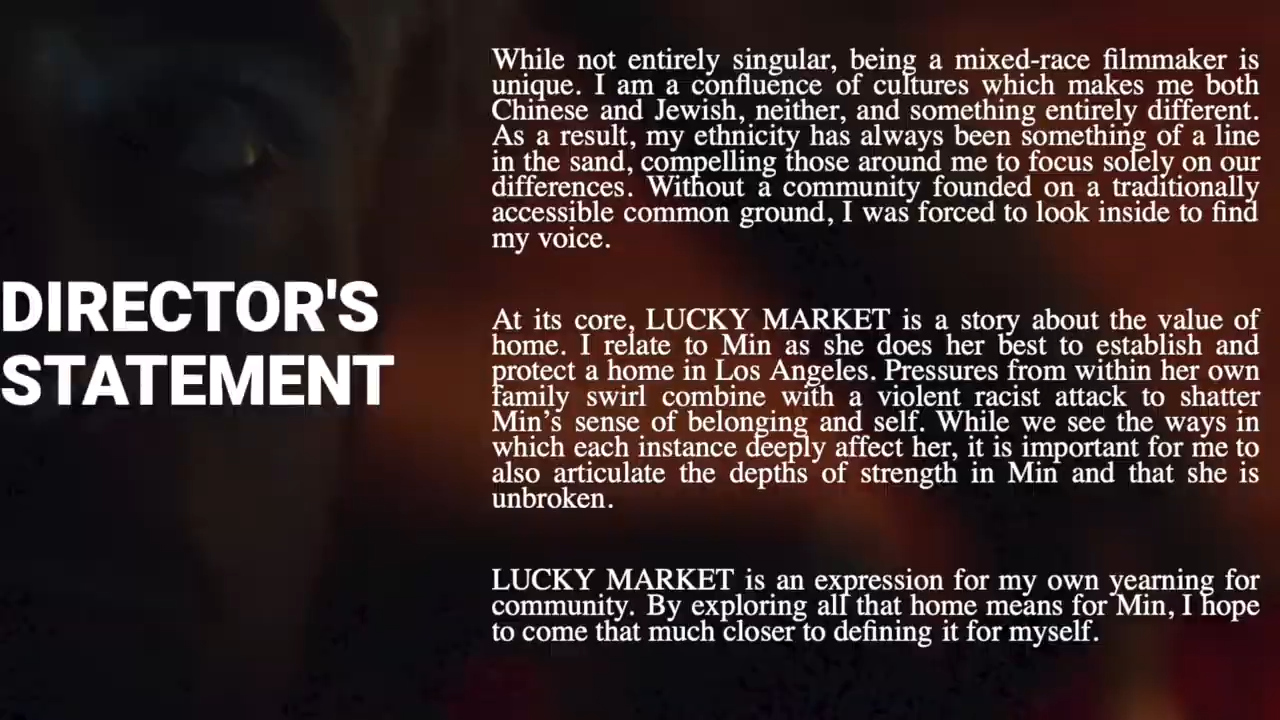 DIRECTOR'S
STATEMENT
While not entirely singular, being a mixed-race filmmaker is
unique. I am a confluence of cultures which makes me both
Chinese and Jewish, neither, and something entirely different.
As a result, my ethnicity has always been something of a line
in the sand, compelling those around me to focus solely on our
differences. Without a community founded on a traditionally
accessible common ground, I was forced to look inside to find
my voice.
At its core, LUCKY MARKET is a story about the value of
home. I relate to Min as she does her best to establish and
protect a home in Los Angeles. Pressures from within her own
family swirl combine with a violent racist attack to shatter
Min’s sense of belonging and self. While we see the ways in
which each instance deeply affect her, it is important for me to
also articulate the depths of strength in Min and that she is
unbroken.
LUCKY MARKET is an expression for my own yearning for
community. By exploring all that home means for Min, I hope
to come that much closer to defining it for myself.